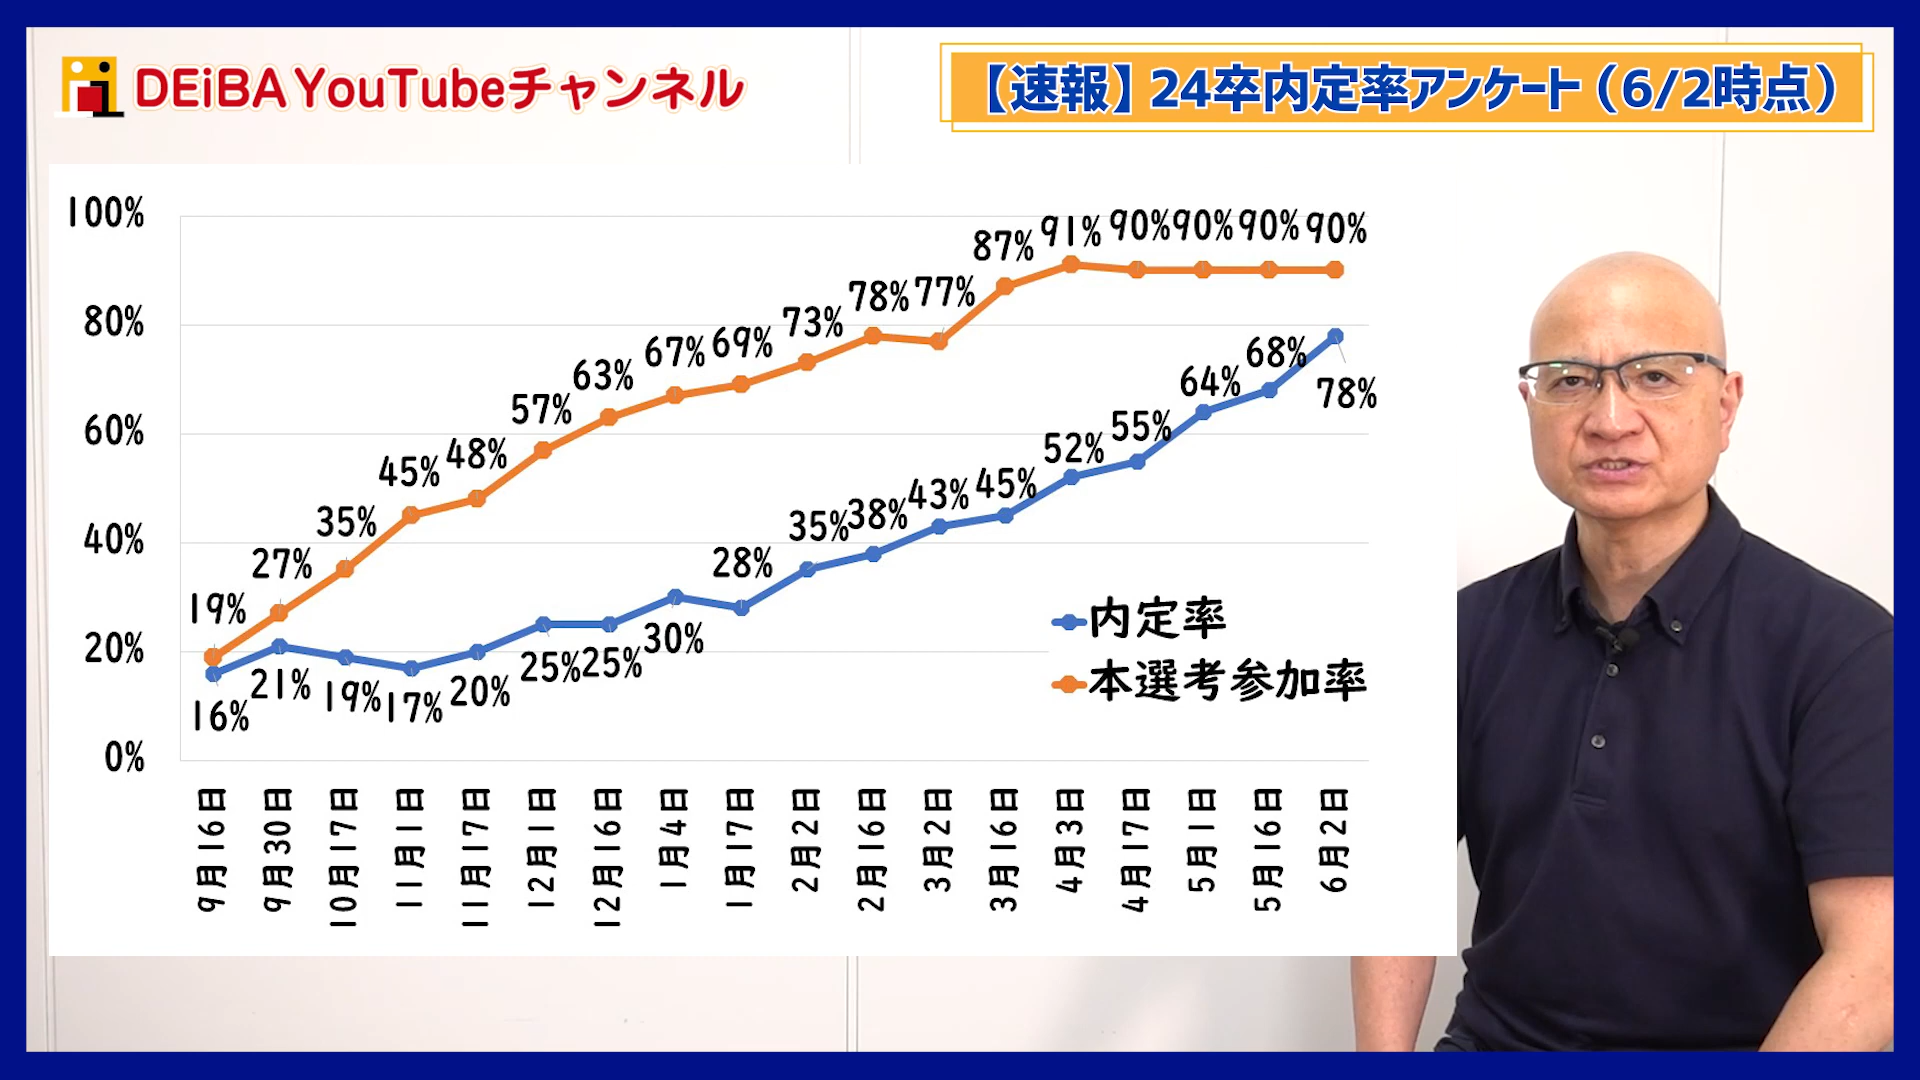 DEiBA YouTubeチャンネル
【速報】24卒内定率アンケート（6/2時点）
100%
80%
60%
40%
20%
0%
19%
27%
35%
45%
48%
57%
63%
67%
69%
73%
78%
77%
87%
91%
90%
90%
90%
90%
16%
21%
19%
17%
20%
25%
25%
30%
28%
35%
38%
43%
45%
52%
55%
64%
68%
78%
内定率
本選考参加率
9月16日
9月30日
10月17日
11月1日
11月17日
12月1日
12月16日
1月4日
1月17日
2月2日
2月16日
3月2日
3月16日
4月3日
4月17日
5月1日
5月16日
6月2日